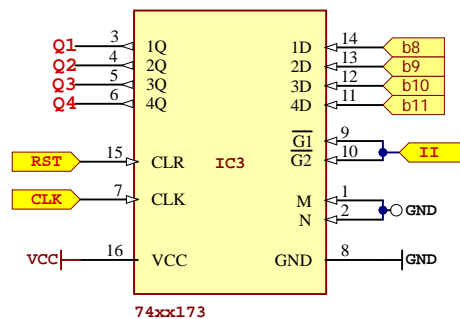 Q1 3 1Q 1D 14 b8
Q2 4 2Q 2D 13 b9
Q3 5 3Q 3D 12 b10
Q4 6 4Q 4D 11 b11
G1 9
G2 10 II
RST 15 CLR IC3
CLK 7 CLK M 1
N 2 GND
VCC 16 VCC GND 8 GND
74xx173